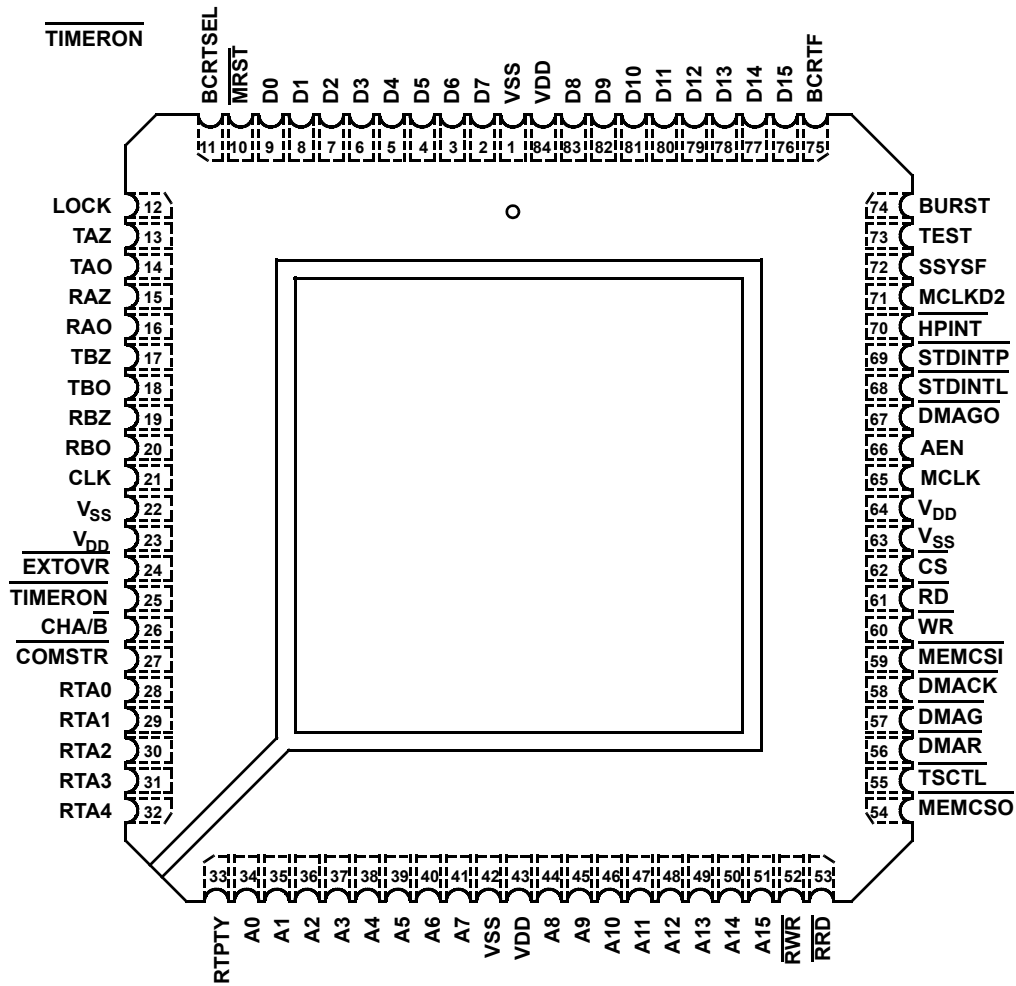 TIMERON
BCRTSEL MRST D0 D1 D2 D3 D4 D5 D6 D7 VSS VDD D8 D9 D10 D11 D12 D13 D14 D15 BCRTF
11 10 9 8 7 6 5 4 3 2 1 84 83 82 81 80 79 78 77 76 75
LOCK 12 74 BURST
TAZ 13 73 TEST
TAO 14 72 SSYSF
RAZ 15 71 MCLKD2
RAO 16 70 HPINT
TBZ 17 69 STDINTP
TBO 18 68 STDINTL
RBZ 19 67 DMAGO
RBO 20 66 AEN
CLK 21 65 MCLK
VSS 22 64 VDD
VDD 23 63 VSS
EXTOVR 24 62 CS
TIMERON 25 61 RD
CHA/B 26 60 WR
COMSTR 27 59 MEMCSI
RTA0 28 58 DMACK
RTA1 29 57 DMAG
RTA2 30 56 DMAR
RTA3 31 55 TSCTL
RTA4 32 54 MEMCSO
33 34 35 36 37 38 39 40 41 42 43 44 45 46 47 48 49 50 51 52 53
RTPTY A0 A1 A2 A3 A4 A5 A6 A7 VSS VDD A8 A9 A10 A11 A12 A13 A14 A15 RWR RRD